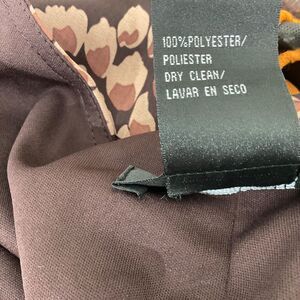 100%POLYESTER/
POLIESTER
DRY CLEAN/
LAVAR EN SECO